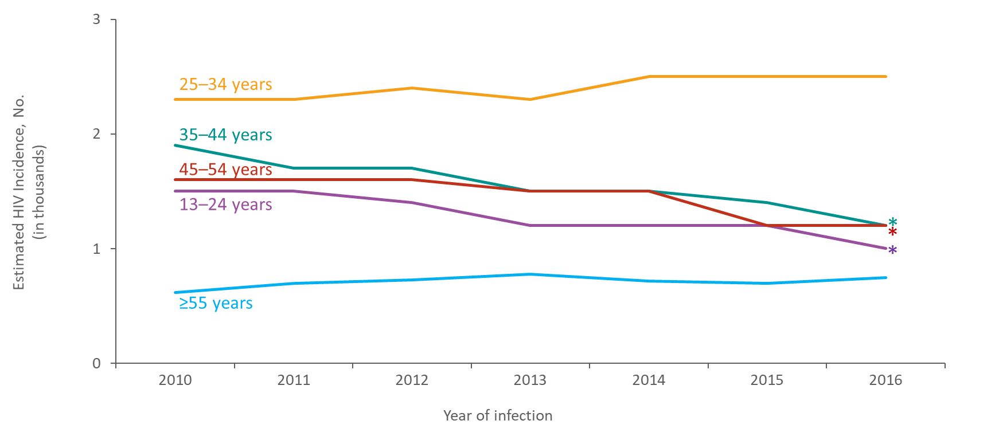 3
25–34 years
35–44 years
2
45–54 years
13–24 years
*
*
*
1
≥55 years
0
2010 2011 2012 2013 2014 2015 2016
Year of infection
Estimated HIV Incidence, No.
(in thousands)